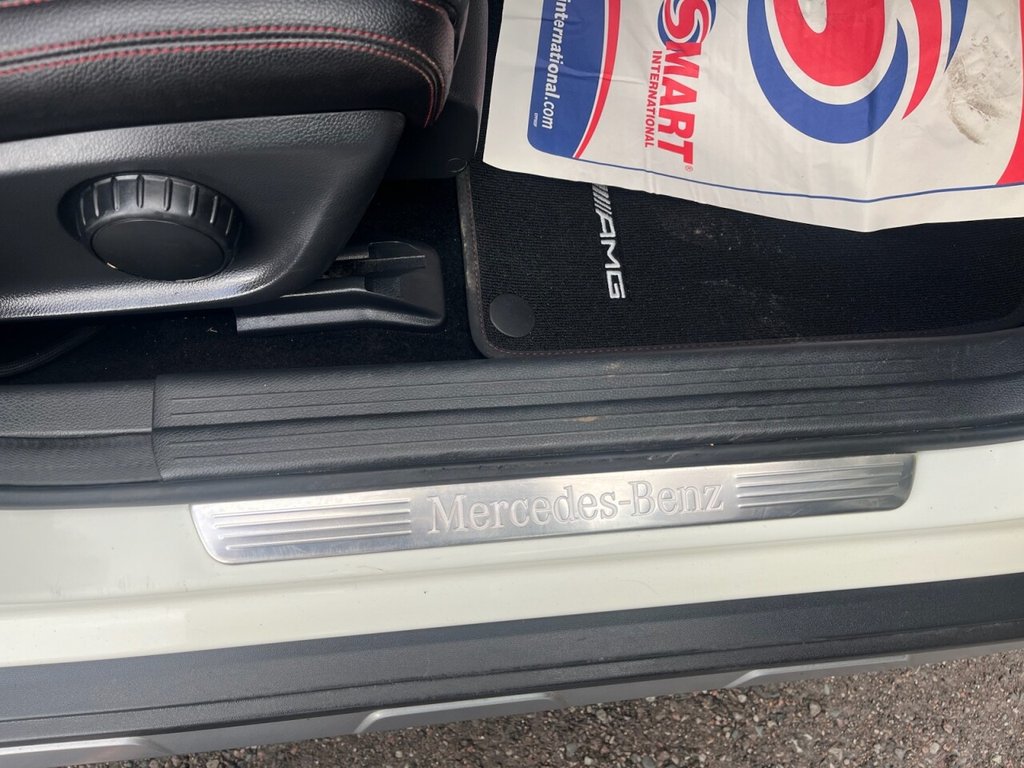 international.com
SMART
INTERNATIONAL
®
AMG
Mercedes-Benz